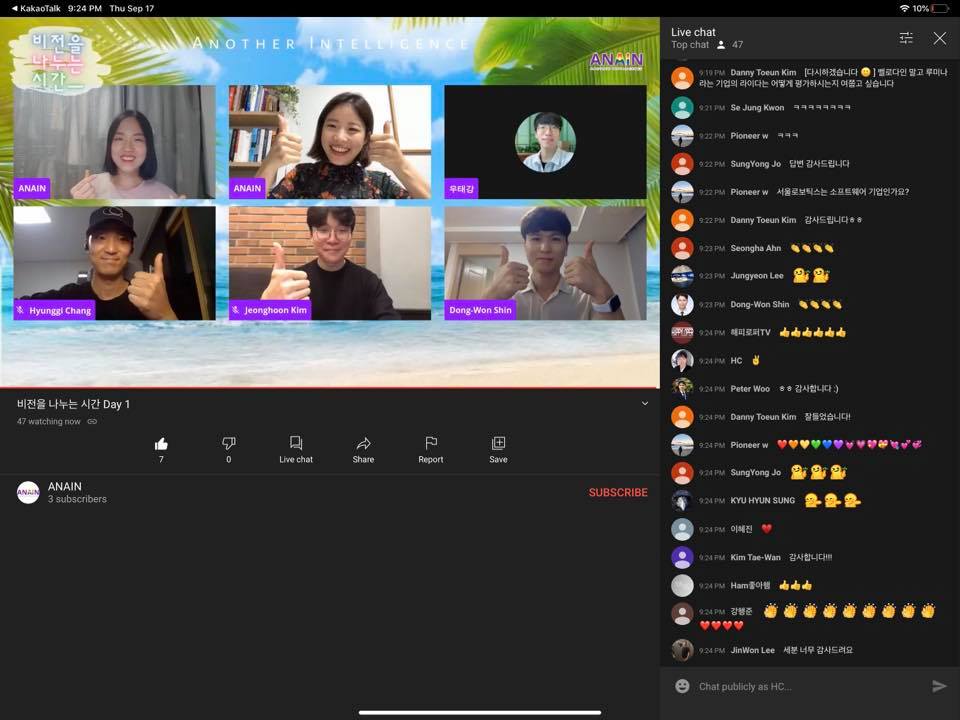 ◀ KakaoTalk 9:24 PM Thu Sep 17
10%
비전을
나누는
시간
ANOTHER INTELLIGENCE
ANAIN
ANAIN
ANAIN
우태강
Hyunggi Chang
Jeonghoon Kim
Dong-Won Shin
비전을 나누는 시간 Day 1
47 watching now
7
0
Live chat
Share
Report
Save
ANAIN
ANAIN
3 subscribers
SUBSCRIBE
Live chat
Top chat 47
9:19 PM Danny Toeun Kim [다시하겠습니다 🙂 ]벨로다인 말고 루미나
라는 기업의 라이다는 어떻게 평가하시는지 여쭙고 싶습니다
9:21 PM Se Jung Kwon ㅋㅋㅋㅋㅋㅋㅋㅋ
9:22 PM Pioneer w ㅋㅋㅋ
9:22 PM SungYong Jo 답변 감사드립니다
9:22 PM Pioneer w 서울로보틱스는 소프트웨어 기업인가요?
9:22 PM Danny Toeun Kim 감사드립니다ㅎㅎ
9:23 PM Seongha Ahn 👏👏👏👏
9:23 PM Jungyeon Lee
9:23 PM Dong-Won Shin 👏👏👏👏
9:24 PM 해피로퍼TV 👍👍👍👍👍👍
9:24 PM HC ✌
9:24 PM Peter Woo ㅎㅎ 감사합니다 :)
9:24 PM Danny Toeun Kim 잘들었습니다!
9:24 PM Pioneer w ❤🧡💛💚💙💜💓💗💖💝💘💕💞
9:24 PM SungYong Jo
9:24 PM KYU HYUN SUNG
9:24 PM 이혜진 ❤
9:24 PM Kim Tae-Wan 감사합니다!!!
9:24 PM Ham좋아햄 👍👍👍
9:24 PM 강행준 👏👏👏👏👏👏👏👏👏
❤❤❤❤
9:24 PM JinWon Lee 세분 너무 감사드려요
Chat publicly as HC...